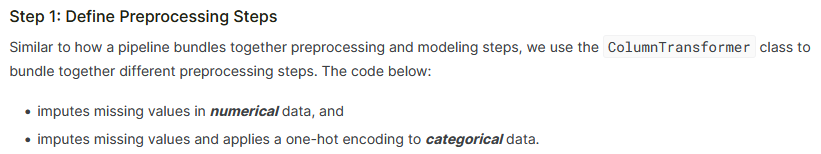 Step 1: Define Preprocessing Steps
Similar to how a pipeline bundles together preprocessing and modeling steps, we use the ColumnTransformer class to
bundle together different preprocessing steps. The code below:
• imputes missing values in numerical data, and
• imputes missing values and applies a one-hot encoding to categorical data.